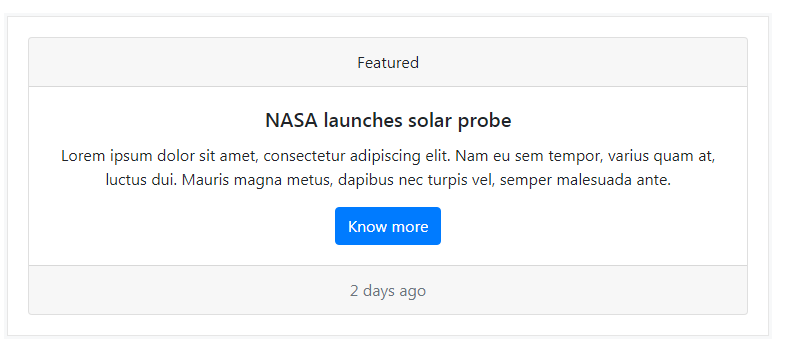 Featured
NASA launches solar probe
Lorem ipsum dolor sit amet, consectetur adipiscing elit. Nam eu sem tempor, varius quam at,
luctus dui. Mauris magna metus, dapibus nec turpis vel, semper malesuada ante.
Know more
2 days ago